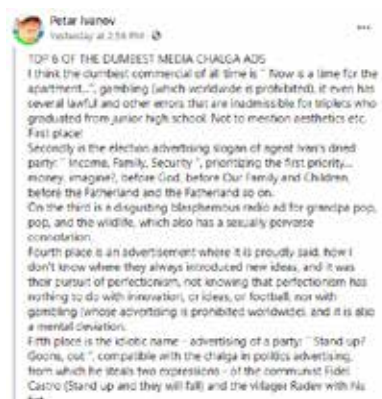 Petar Ivanov
Yesterday at 2:59 PM
TOP 6 OF THE DUMBEST MEDIA CHALGA ADS
I think the dumbest commercial of all time is " Now is a time for the
apartment...", gambling (which worldwide is prohibited), it even has
several lawful and other errors that are inadmissible for triplets who
graduated from junior high school. Not to mention aesthetics etc.
First place!
Secondly is the election advertising slogan of agent Ivan's dried
party: " Income, Family, Security ", prioritizing the first priority...
money, imagine?, before God, before Our Family and Children,
before the Fatherland and the Fatherland so on.
On the third is a disgusting blasphemous radio ad for grandpa pop,
pop, and the wildlife, which also has a sexually perverse
connotation.
Fourth place is an advertisement where it is proudly said, how I
don't know where they always introduced new ideas, and it was
their pursuit of perfectionism, not knowing that perfectionism has
nothing to do with innovation, or ideas, or football, nor with
gambling (whose advertising is prohibited worldwide), and it is also
a mental deviation.
Fifth place is the idiotic name - advertising of a party: " Stand up?
Goons, out ", compatible with the chalga in politics advertising,
from which he steals two expressions - of the communist Fidel
Castro (Stand up and they will fall) and the villager Radev with his